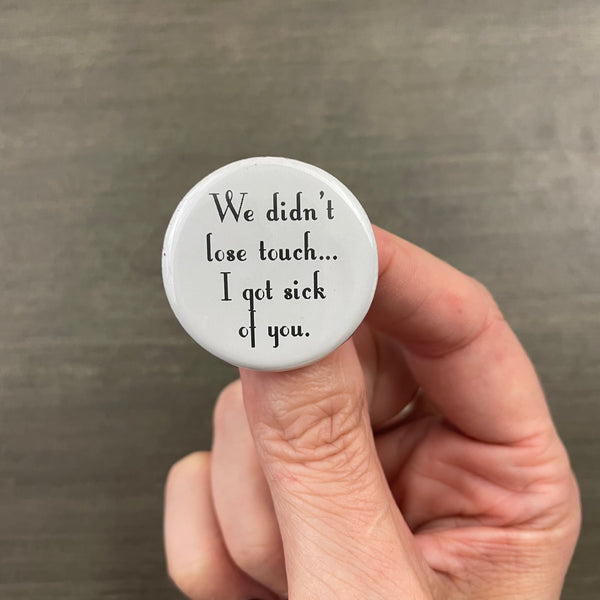 We didn't
lose touch...
I got sick
of you.